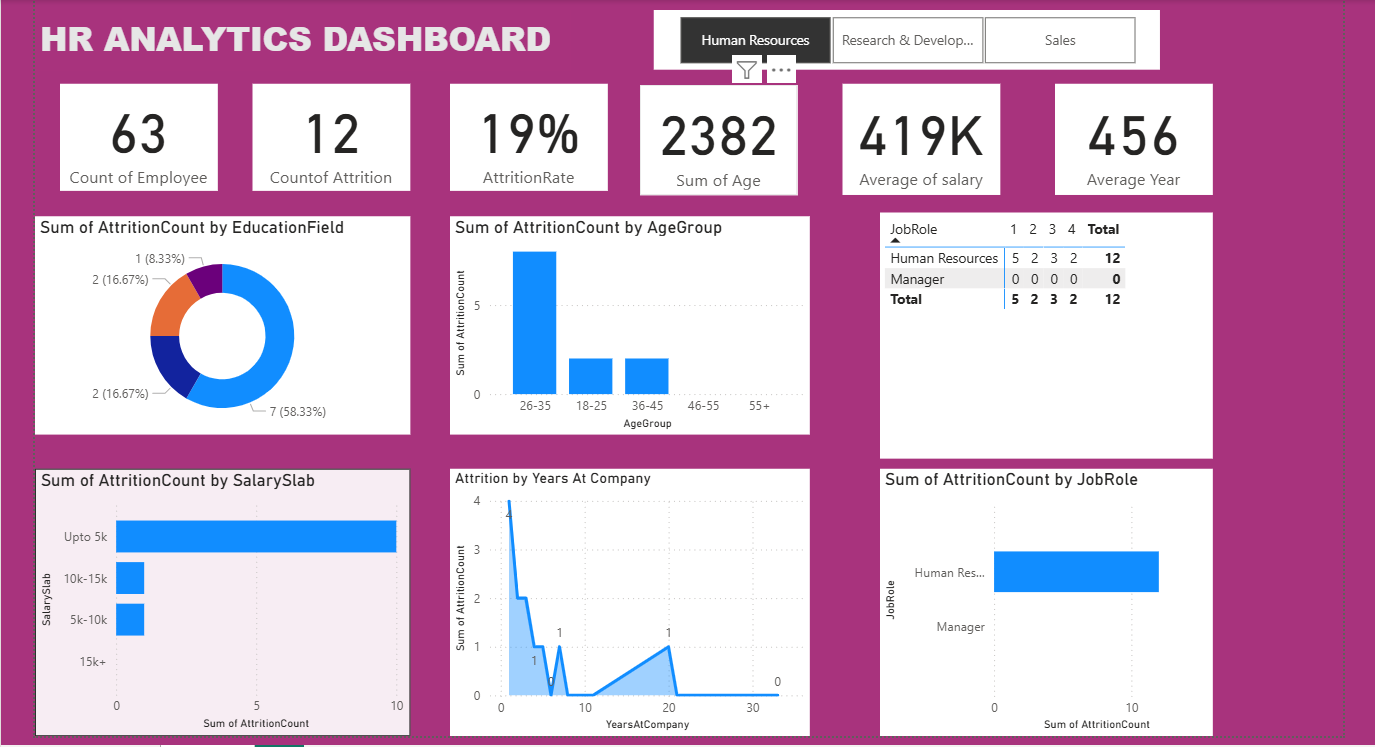 HR ANALYTICS DASHBOARD
Human Resources
Research & Develop...
Sales
63
Count of Employee
12
Countof Attrition
19%
AttritionRate
2382
Sum of Age
419K
Average of salary
456
Average Year
Sum of AttritionCount by EducationField
1 (8.33%)
2 (16.67%)
2 (16.67%)
7 (58.33%)
Sum of AttritionCount by AgeGroup
Sum of AttritionCount
5
0
26-35 18-25 36-45 46-55 55+
AgeGroup
JobRole 1 2 3 4 Total
Human Resources 5 2 3 2 12
Manager 0 0 0 0 0
Total 5 2 3 2 12
Sum of AttritionCount by SalarySlab
SalarySlab
Upto 5k
10k-15k
5k-10k
15k+
0 5 10
Sum of AttritionCount
Attrition by Years At Company
Sum of AttritionCount
4
3
2
1
0
4
1
0
1
1
0
0 10 20 30
YearsAtCompany
Sum of AttritionCount by JobRole
JobRole
Human Res...
Manager
0 10
Sum of AttritionCount